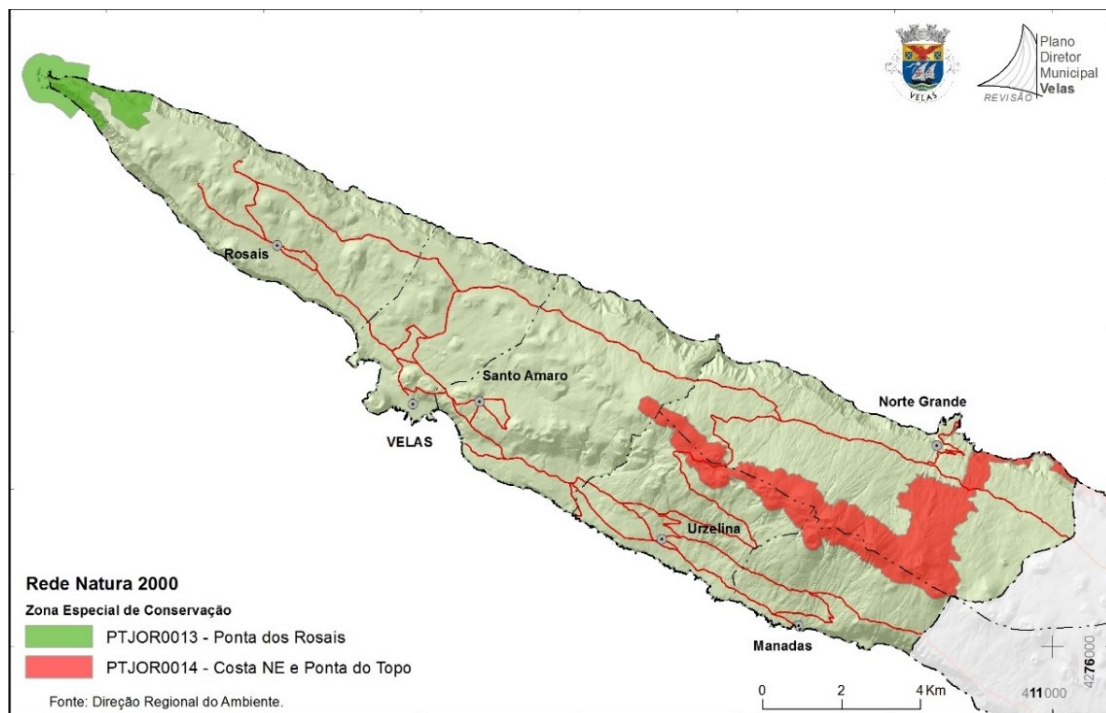 VELAS
Plano
Diretor
Municipal
Velas
REVISÃO
Rosais
Santo Amaro
VELAS
Norte Grande
Urzelina
Manadas
Rede Natura 2000
Zona Especial de Conservação
PTJOR0013 - Ponta dos Rosais
PTJOR0014 - Costa NE e Ponta do Topo
Fonte: Direção Regional do Ambiente.
0 2 4 Km
411000
4276000